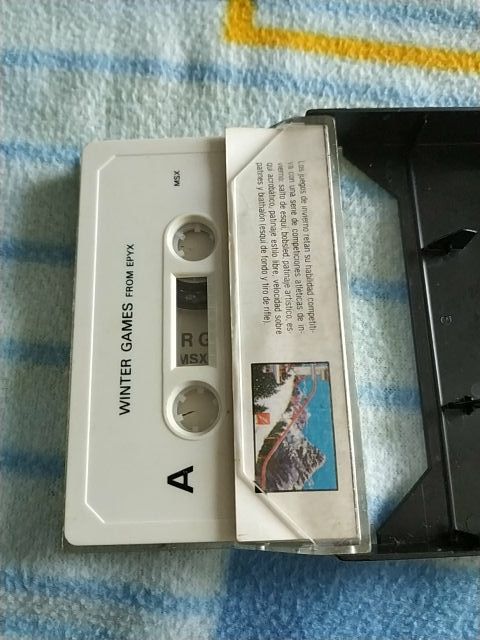 MSX
WINTER GAMES FROM EPYX
R G
MSX
A
Los juegos de invierno retan su habilidad competiti-
va con una serie de competiciones atléticas de in-
vierno: salto de esquí, bobsled, patinaje artístico, es-
quí acrobático, patinaje estilo libre, velocidad sobre
patines y biathalon (esquí de fondo y tiro de rifle).